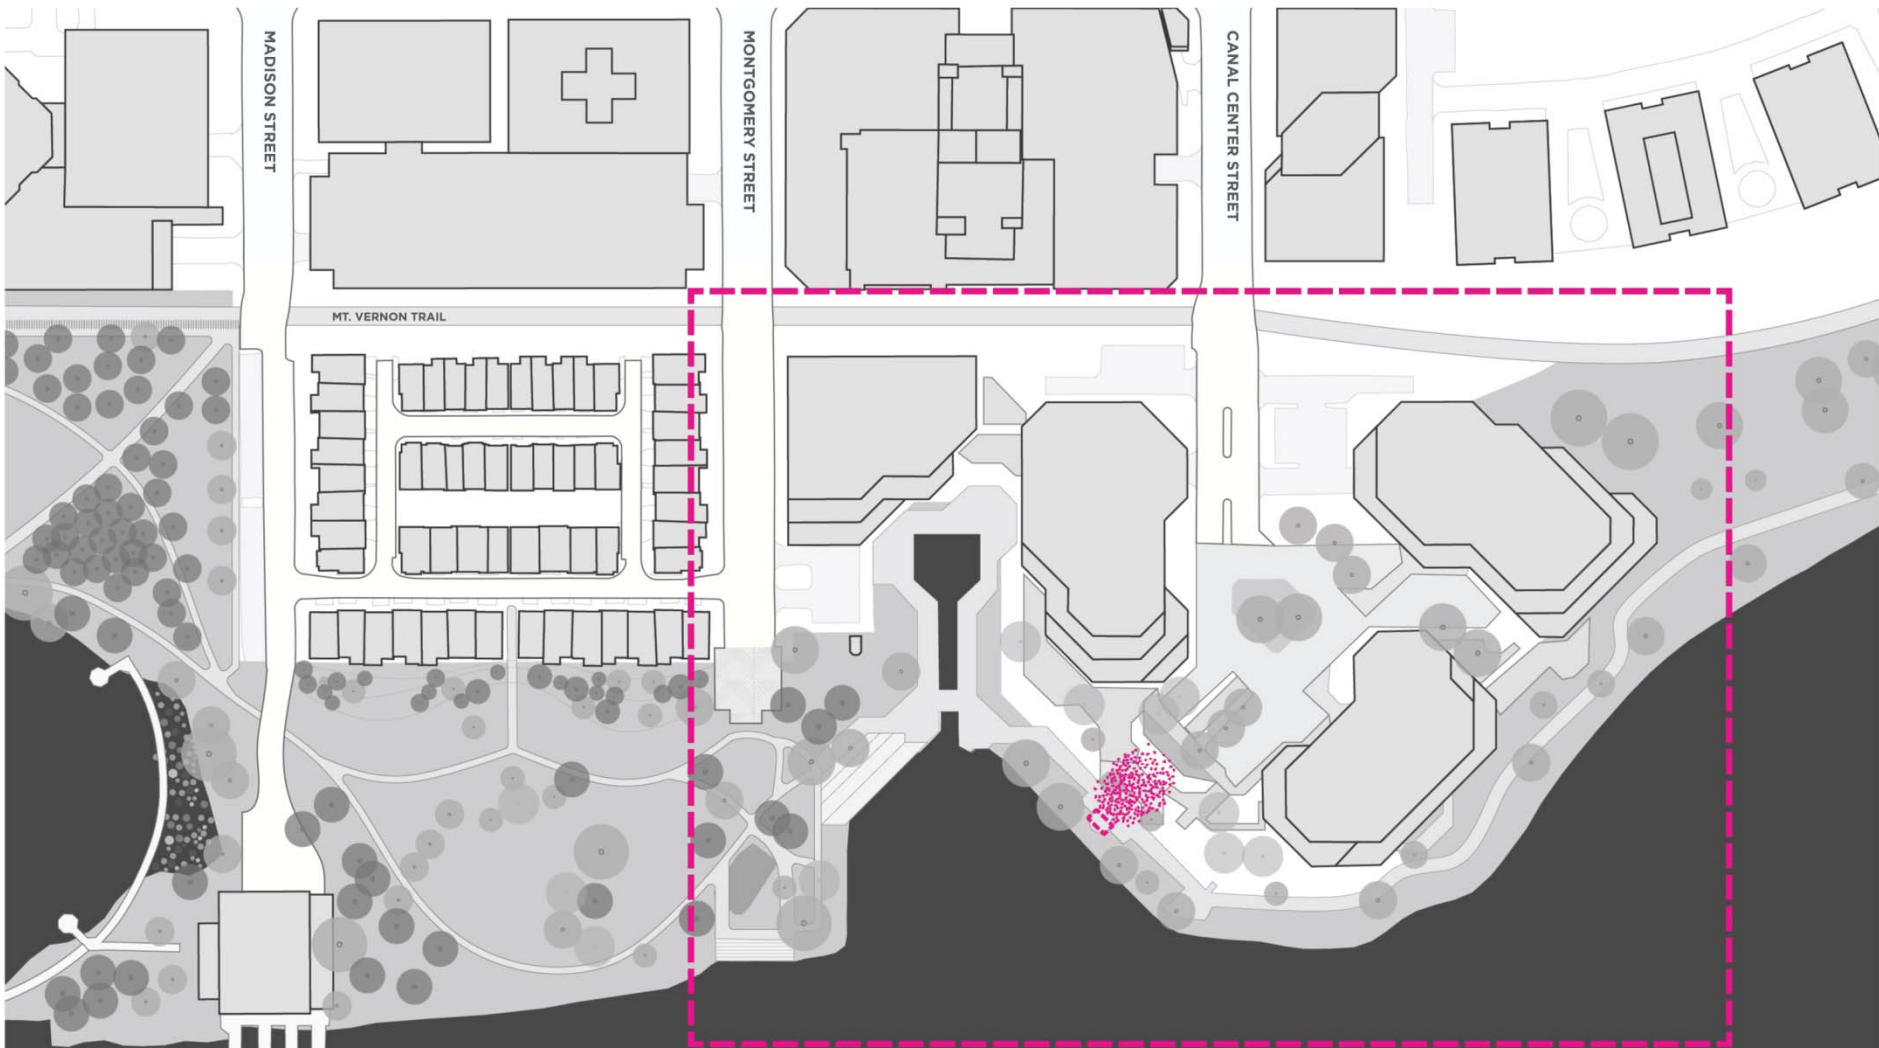 MADISON STREET
MONTGOMERY STREET
CANAL CENTER STREET
MT. VERNON TRAIL